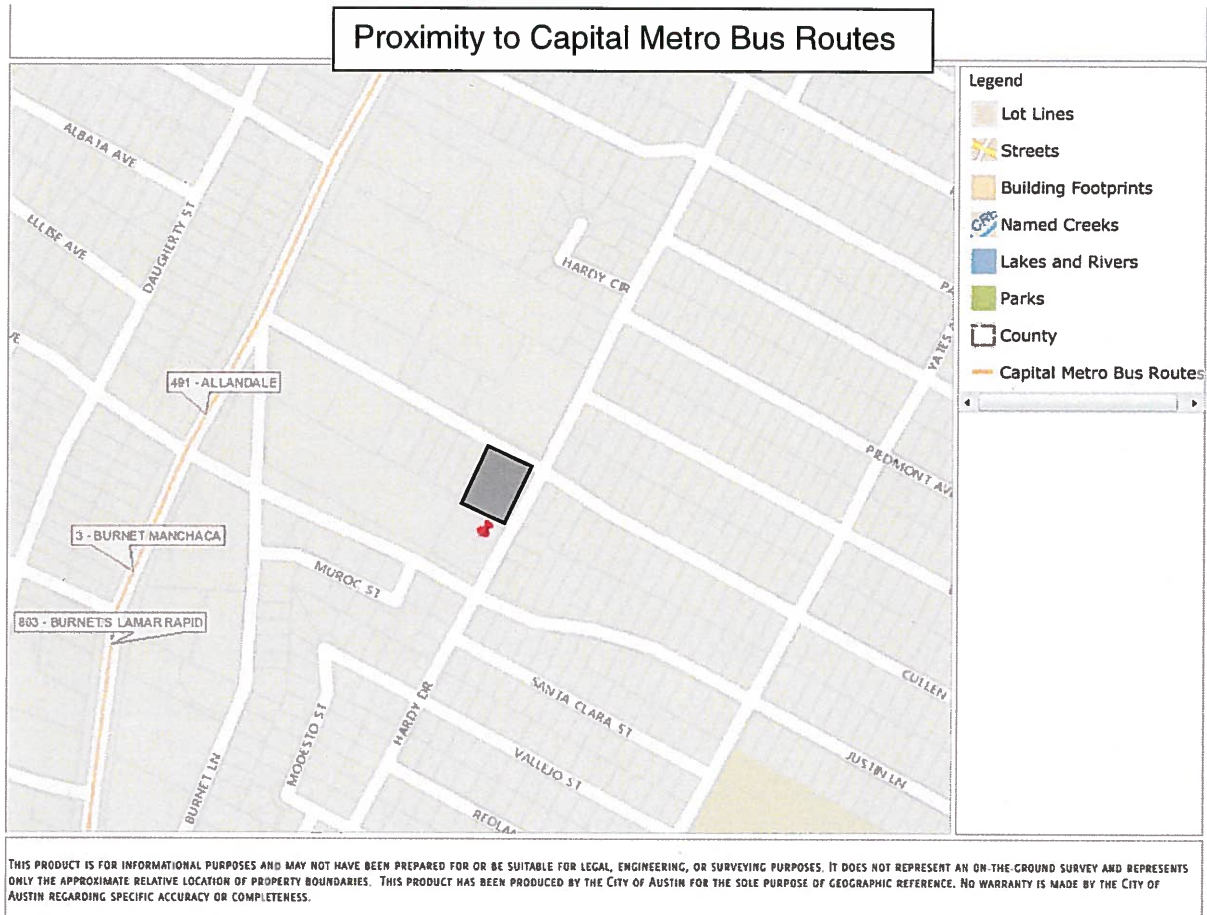 Proximity to Capital Metro Bus Routes
Legend
Lot Lines
Streets
Building Footprints
Named Creeks
Lakes and Rivers
Parks
County
Capital Metro Bus Routes
ALBATA AVE
ELLISE AVE
DAUGHERTY ST
HARDY CIR
YATES
491 - ALLANDALE
PIEDMONT AVE
3 - BURNET MANCHACA
MUROC ST
803 - BURNET/S LAMAR RAPID
CULLEN
SANTA CLARA ST
HARDY DR
MODESTO ST
VALLEJO ST
JUSTIN LN
BURNET LN
THIS PRODUCT IS FOR INFORMATIONAL PURPOSES AND MAY NOT HAVE BEEN PREPARED FOR OR BE SUITABLE FOR LEGAL, ENGINEERING, OR SURVEYING PURPOSES. IT DOES NOT REPRESENT AN ON-THE-GROUND SURVEY AND REPRESENTS
ONLY THE APPROXIMATE RELATIVE LOCATION OF PROPERTY BOUNDARIES. THIS PRODUCT HAS BEEN PRODUCED BY THE CITY OF AUSTIN FOR THE SOLE PURPOSE OF GEOGRAPHIC REFERENCE. NO WARRANTY IS MADE BY THE CITY OF
AUSTIN REGARDING SPECIFIC ACCURACY OR COMPLETENESS.